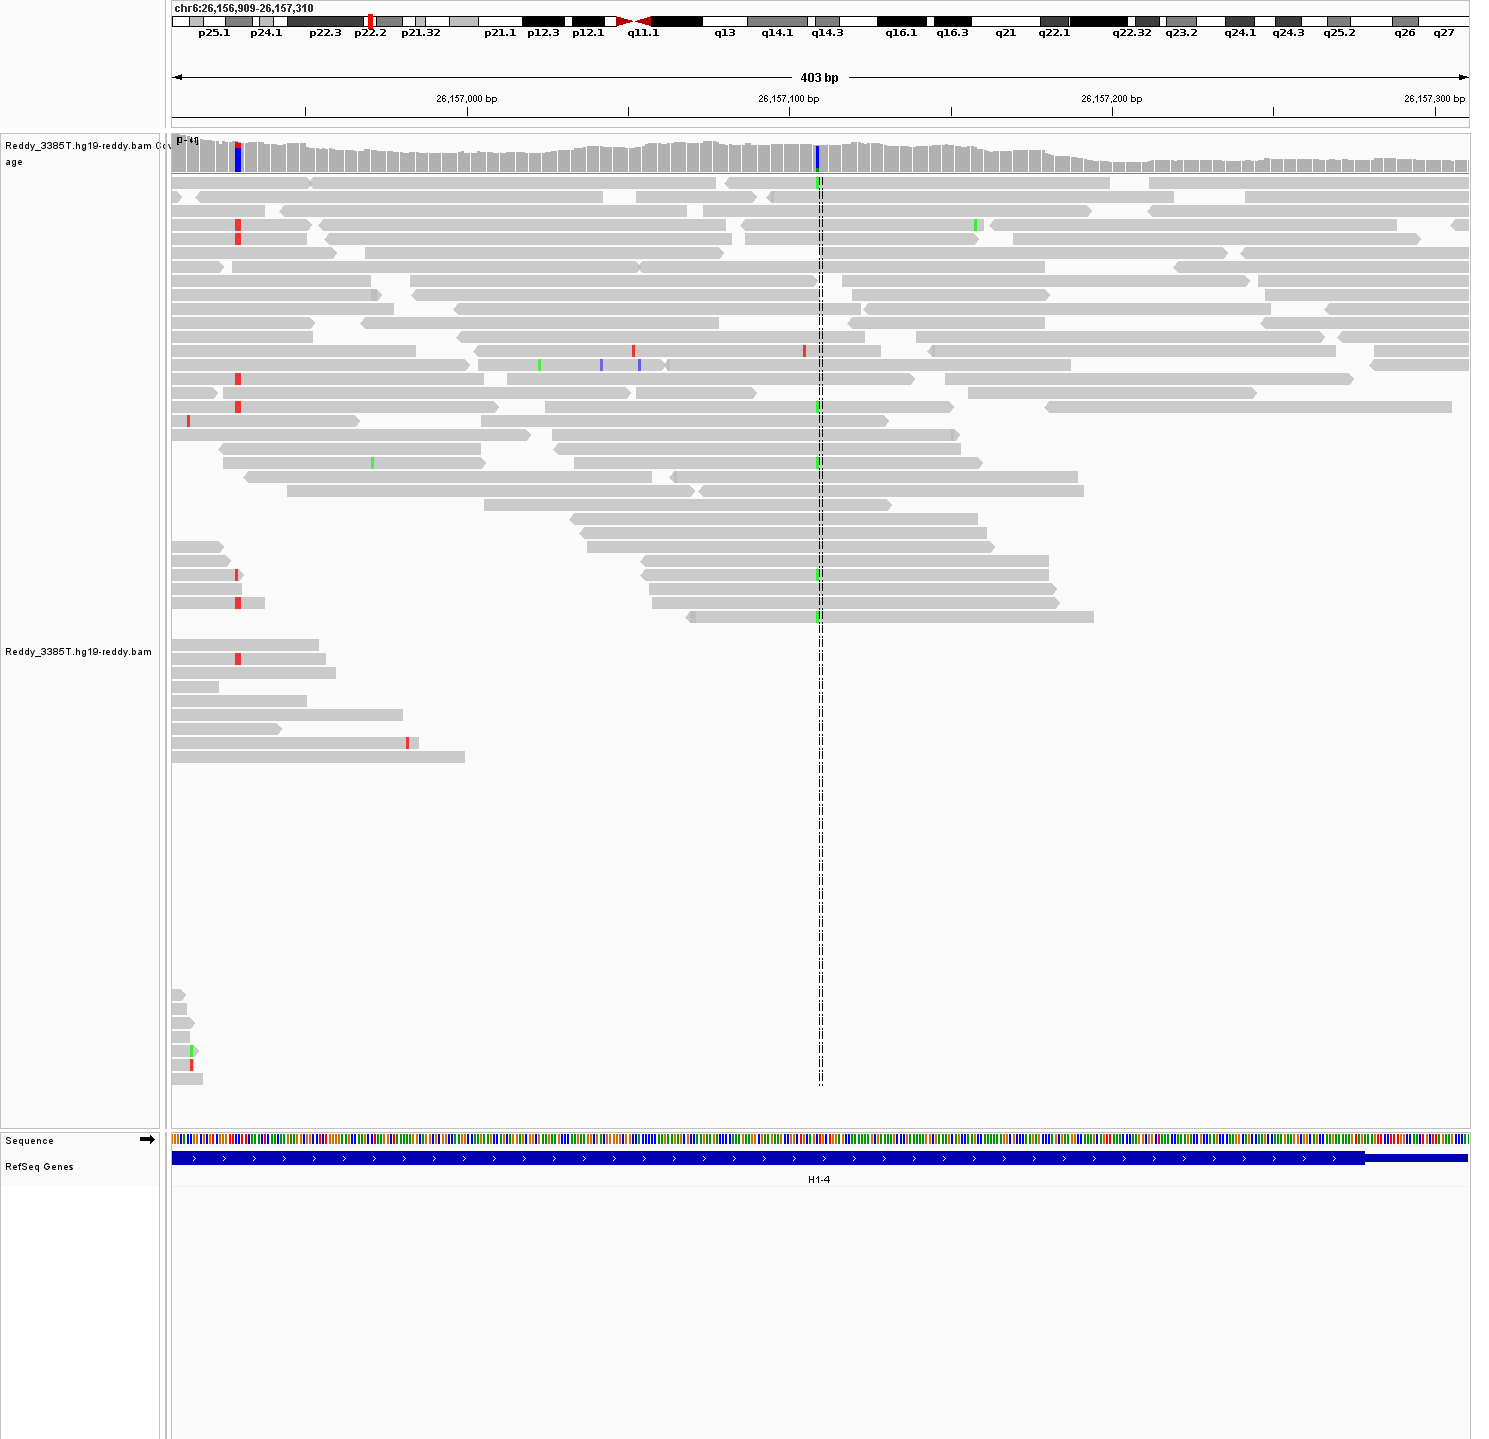 chr6:26,156,909-26,157,310
p25.1 p24.1 p22.3 p22.2 p21.32 p21.1 p12.3 p12.1 q11.1 q13 q14.1 q14.3 q16.1 q16.3 q21 q22.1 q22.32 q23.2 q24.1 q24.3 q25.2 q26 q27
403 bp
26,157,000 bp 26,157,100 bp 26,157,200 bp 26,157,300 bp
Reddy_3385T.hg19-reddy.bam Cov
age
[0 - 41]
Reddy_3385T.hg19-reddy.bam
Sequence
RefSeq Genes
H1-4